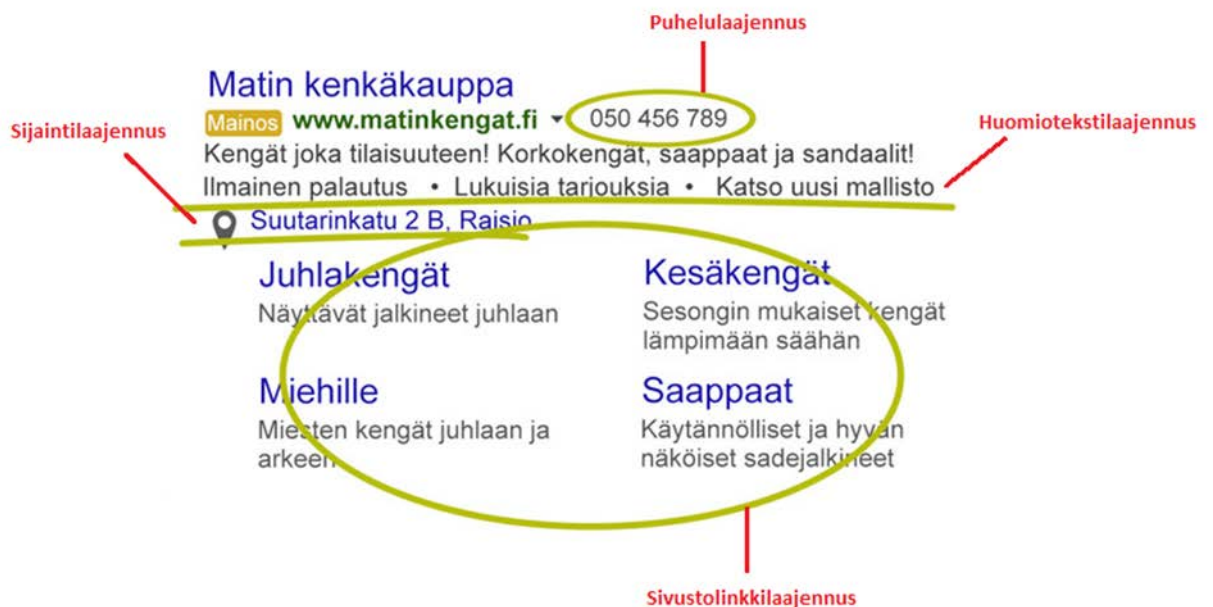 Puhelulaajennus
Matin kenkäkauppa
Mainos www.matinkengat.fi 050 456 789
Sijaintilaajennus
Huomiotekstilaajennus
Kengät joka tilaisuuteen! Korkokengät, saappaat ja sandaalit!
Ilmainen palautus • Lukuisia tarjouksia • Katso uusi mallisto
Suutarinkatu 2 B, Raisio
Juhlakengät
Näyttävät jalkineet juhlaan
Kesäkengät
Sesongin mukaiset kengät
lämpimään säähän
Miehille
Miesten kengät juhlaan ja
arkeen
Saappaat
Käytännölliset ja hyvän
näköiset sadejalkineet
Sivustolinkkilaajennus